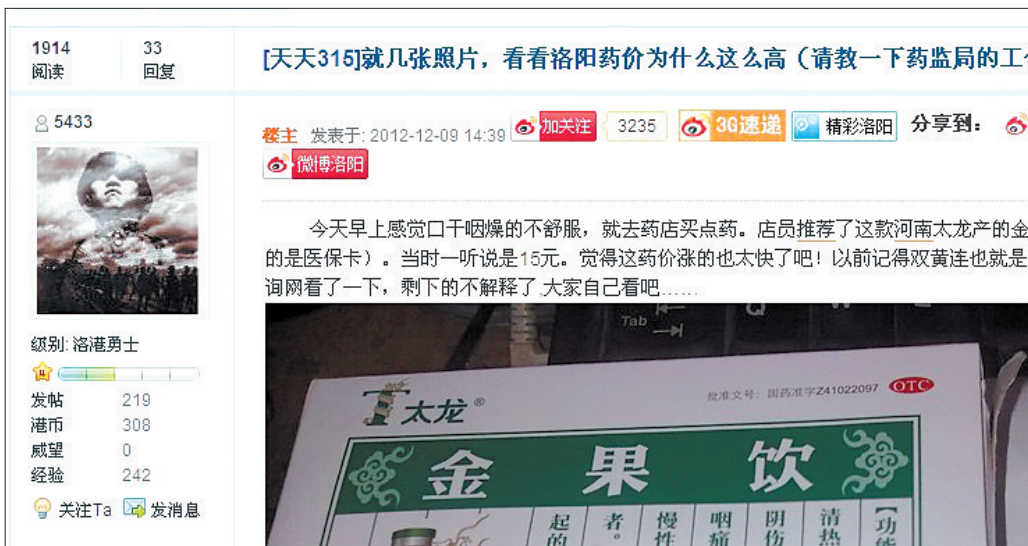 1914
阅读
33
回复
[天天315]就几张照片，看看洛阳药价为什么这么高（请教一下药监局的工
5433
楼主 发表于: 2012-12-09 14:39 加关注 3235 3G速递 精彩洛阳 分享到：
微博洛阳
今天早上感觉口干咽燥的不舒服，就去药店买点药。店员推荐了这款河南太龙产的金
的是医保卡）。当时一听说是15元。觉得这药价涨的也太快了吧！以前记得双黄连也就是
询网看了一下，剩下的不解释了.大家自己看吧......
级别: 洛港勇士
4
发帖 219
港币 308
威望 0
经验 242
关注Ta 发消息
Tab
Q
太龙®
批准文号：国药准字Z41022097 OTC
金果饮
【功能
清热
阴伤
咽痛
慢性
者。
起的